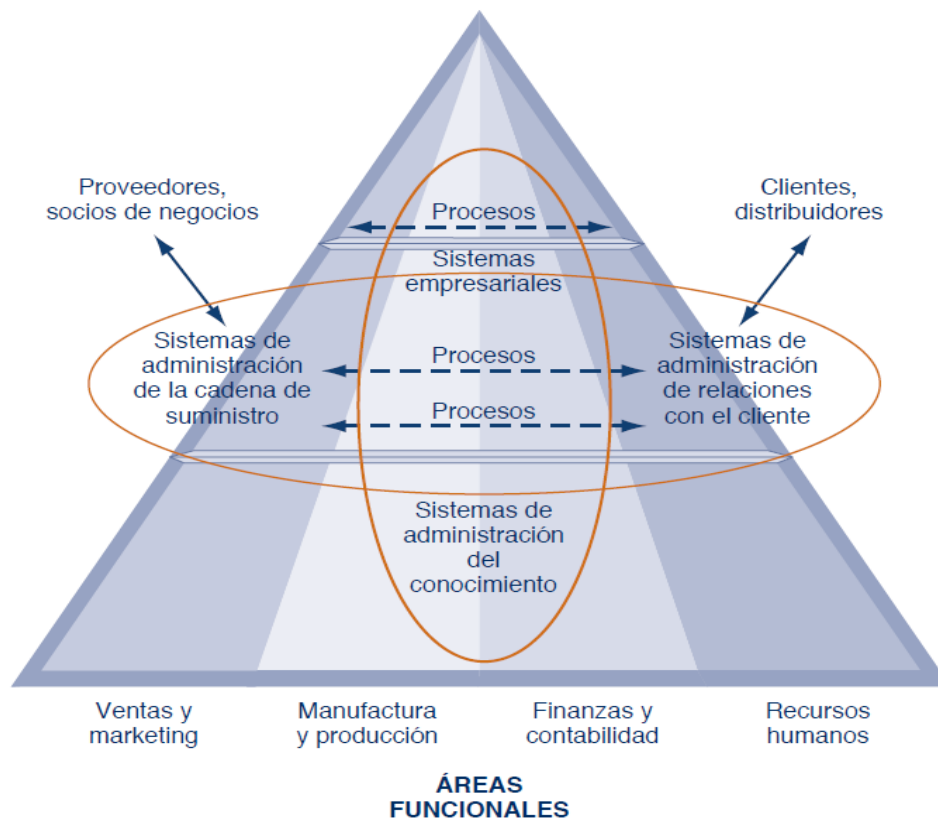 Proveedores,
socios de negocios
Clientes,
distribuidores
Procesos
Sistemas
empresariales
Sistemas de
administración
de la cadena de
suministro
Procesos
Procesos
Sistemas de
administración
de relaciones
con el cliente
Sistemas de
administración
del
conocimiento
Ventas y
marketing
Manufactura
y producción
Finanzas y
contabilidad
Recursos
humanos
ÁREAS
FUNCIONALES